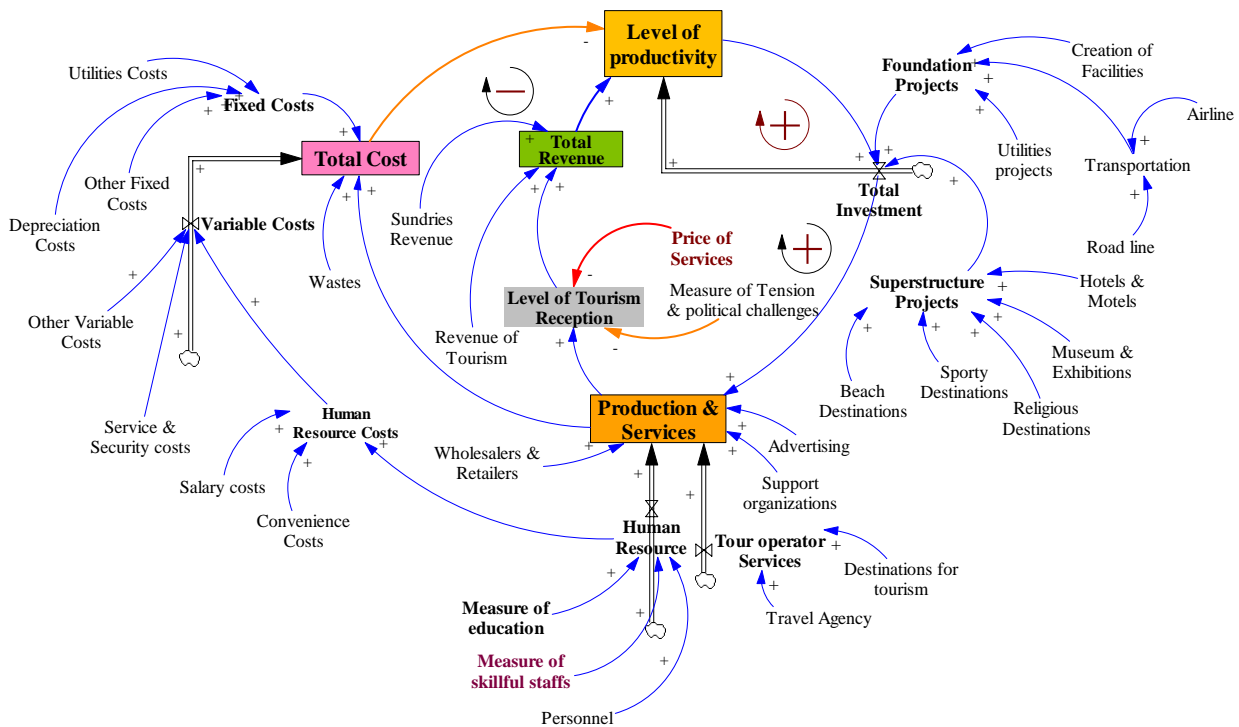 Level of
productivity
Utilities Costs
Fixed Costs
Total Cost
Total
Revenue
Foundation
Projects
Creation of
Facilities
Airline
Utilities
projects
Transportation
Road line
Total
Investment
Other Fixed
Costs
Depreciation
Costs
Variable Costs
Wastes
Sundries
Revenue
Price of
Services
Level of Tourism
Reception
Measure of Tension
& political challenges
Superstructure
Projects
Hotels &
Motels
Museum &
Exhibitions
Sporty
Destinations
Beach
Destinations
Religious
Destinations
Other Variable
Costs
Revenue of
Tourism
Service &
Security costs
Human
Resource Costs
Salary costs
Convenience
Costs
Production &
Services
Wholesalers &
Retailers
Advertising
Support
organizations
Human
Resource
Tour operator
Services
Destinations for
tourism
Travel Agency
Measure of
education
Measure of
skillful staffs
Personnel